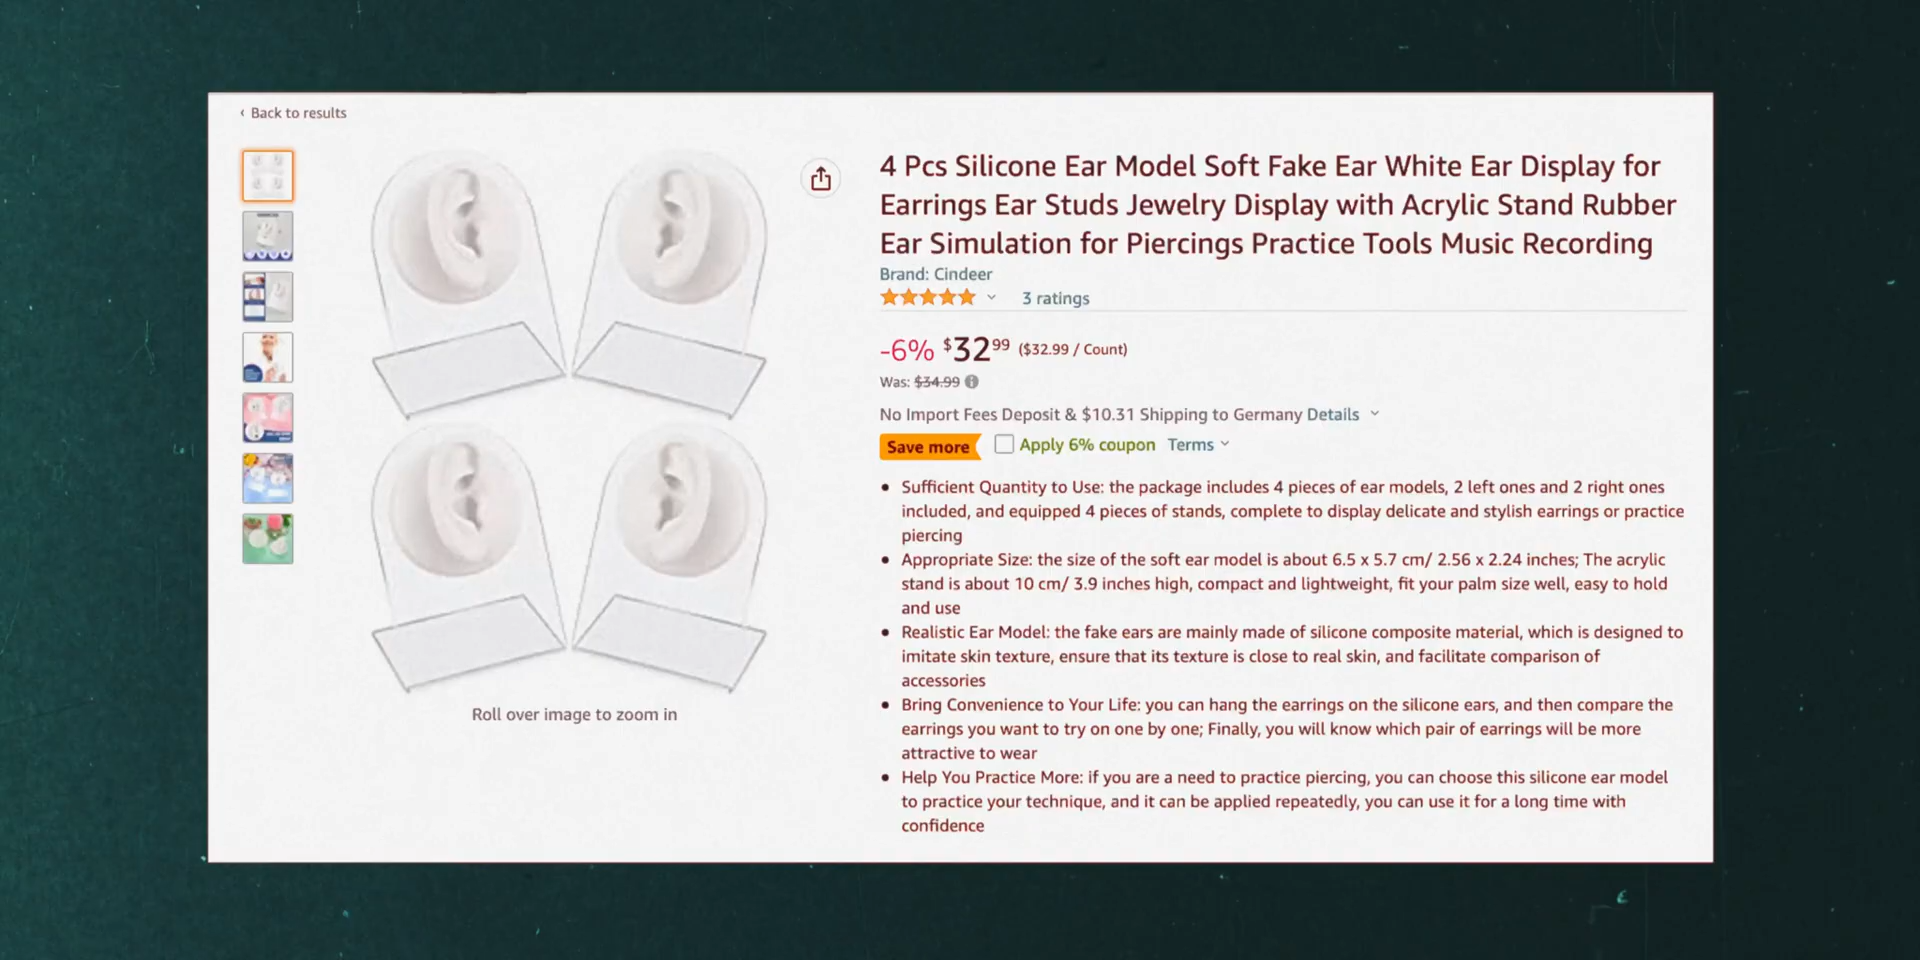 ‹ Back to results
4 Pcs Silicone Ear Model Soft Fake Ear White Ear Display for
Earrings Ear Studs Jewelry Display with Acrylic Stand Rubber
Ear Simulation for Piercings Practice Tools Music Recording
Brand: Cindeer
3 ratings
-6% $32.99 ($32.99 / Count)
Was: $34.99
No Import Fees Deposit & $10.31 Shipping to Germany Details
Save more Apply 6% coupon Terms
• Sufficient Quantity to Use: the package includes 4 pieces of ear models, 2 left ones and 2 right ones
included, and equipped 4 pieces of stands, complete to display delicate and stylish earrings or practice
piercing
• Appropriate Size: the size of the soft ear model is about 6.5 x 5.7 cm/ 2.56 x 2.24 inches; The acrylic
stand is about 10 cm/ 3.9 inches high, compact and lightweight, fit your palm size well, easy to hold
and use
• Realistic Ear Model: the fake ears are mainly made of silicone composite material, which is designed to
imitate skin texture, ensure that its texture is close to real skin, and facilitate comparison of
accessories
• Bring Convenience to Your Life: you can hang the earrings on the silicone ears, and then compare the
earrings you want to try on one by one; Finally, you will know which pair of earrings will be more
attractive to wear
• Help You Practice More: if you are a need to practice piercing, you can choose this silicone ear model
to practice your technique, and it can be applied repeatedly, you can use it for a long time with
confidence
Roll over image to zoom in